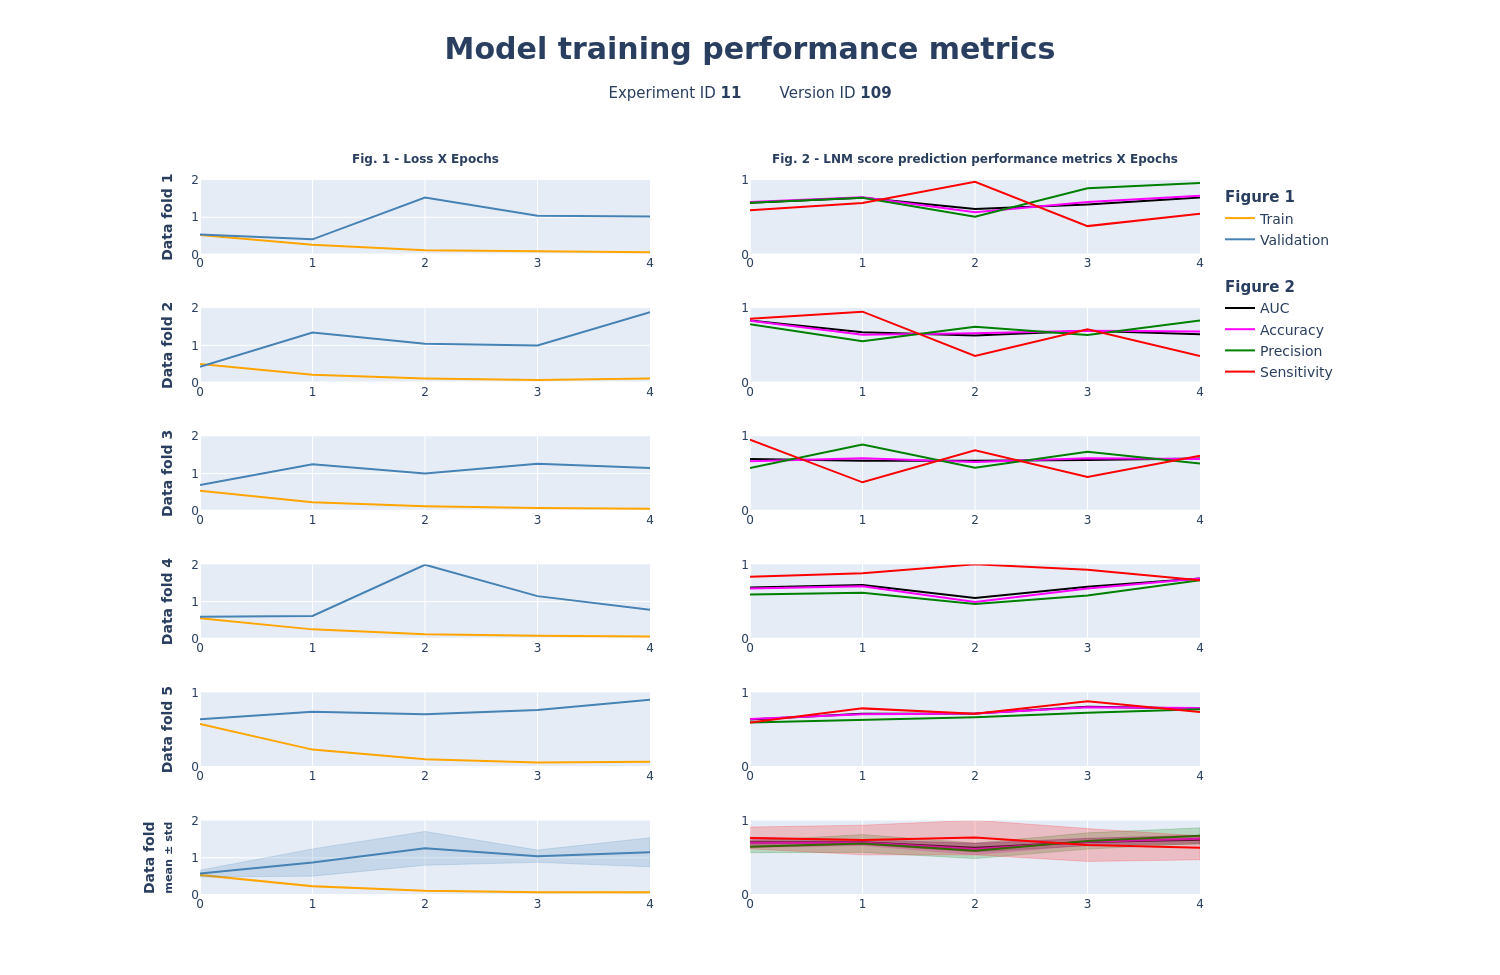 Model training performance metrics
Experiment ID 11 Version ID 109
Fig. 1 - Loss X Epochs
Fig. 2 - LNM score prediction performance metrics X Epochs
Data fold 1
2
1
0
0 1 2 3 4
1
0
0 1 2 3 4
Figure 1
Train
Validation
Figure 2
AUC
Accuracy
Precision
Sensitivity
Data fold 2
2
1
0
0 1 2 3 4
1
0
0 1 2 3 4
Data fold 3
2
1
0
0 1 2 3 4
1
0
0 1 2 3 4
Data fold 4
2
1
0
0 1 2 3 4
1
0
0 1 2 3 4
Data fold 5
1
0
0 1 2 3 4
1
0
0 1 2 3 4
Data fold
mean ± std
2
1
0
0 1 2 3 4
1
0
0 1 2 3 4